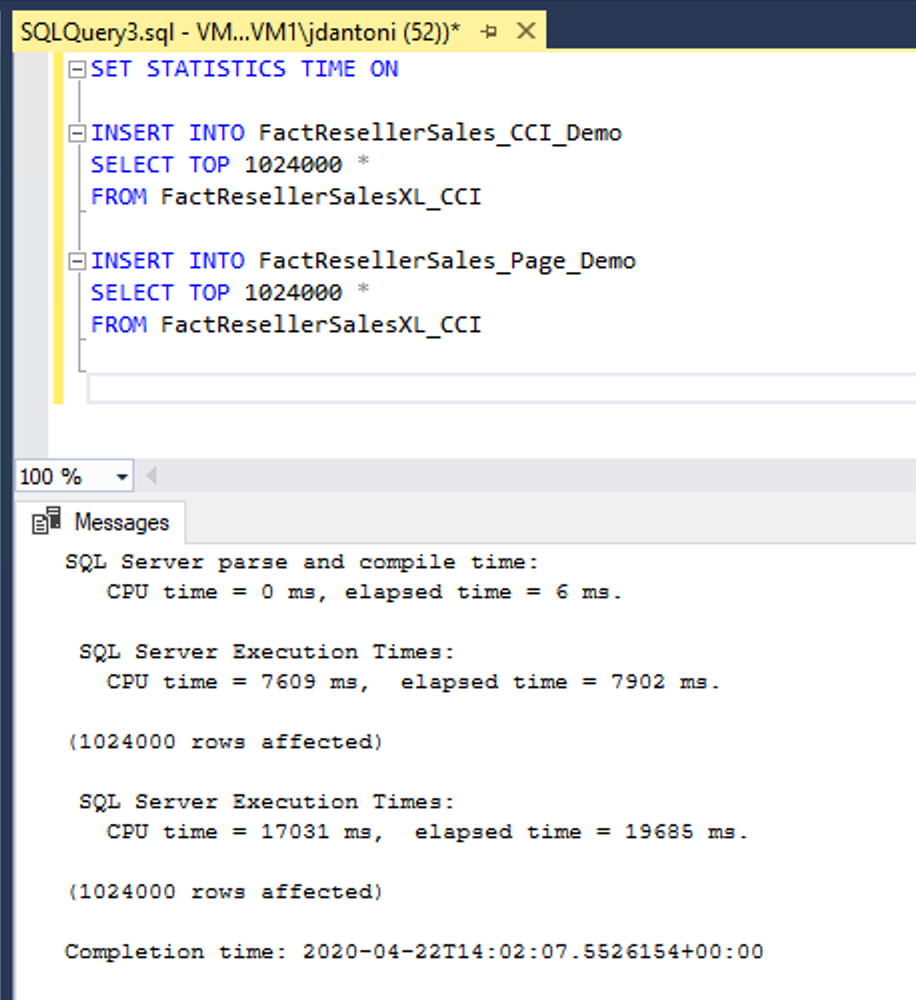 SQLQuery3.sql - VM...VM1\jdantoni (52))*
SET STATISTICS TIME ON
INSERT INTO FactResellerSales_CCI_Demo
SELECT TOP 1024000 *
FROM FactResellerSalesXL_CCI
INSERT INTO FactResellerSales_Page_Demo
SELECT TOP 1024000 *
FROM FactResellerSalesXL_CCI
100 %
Messages
SQL Server parse and compile time:
CPU time = 0 ms, elapsed time = 6 ms.
SQL Server Execution Times:
CPU time = 7609 ms,  elapsed time = 7902 ms.
(1024000 rows affected)
SQL Server Execution Times:
CPU time = 17031 ms,  elapsed time = 19685 ms.
(1024000 rows affected)
Completion time: 2020-04-22T14:02:07.5526154+00:00